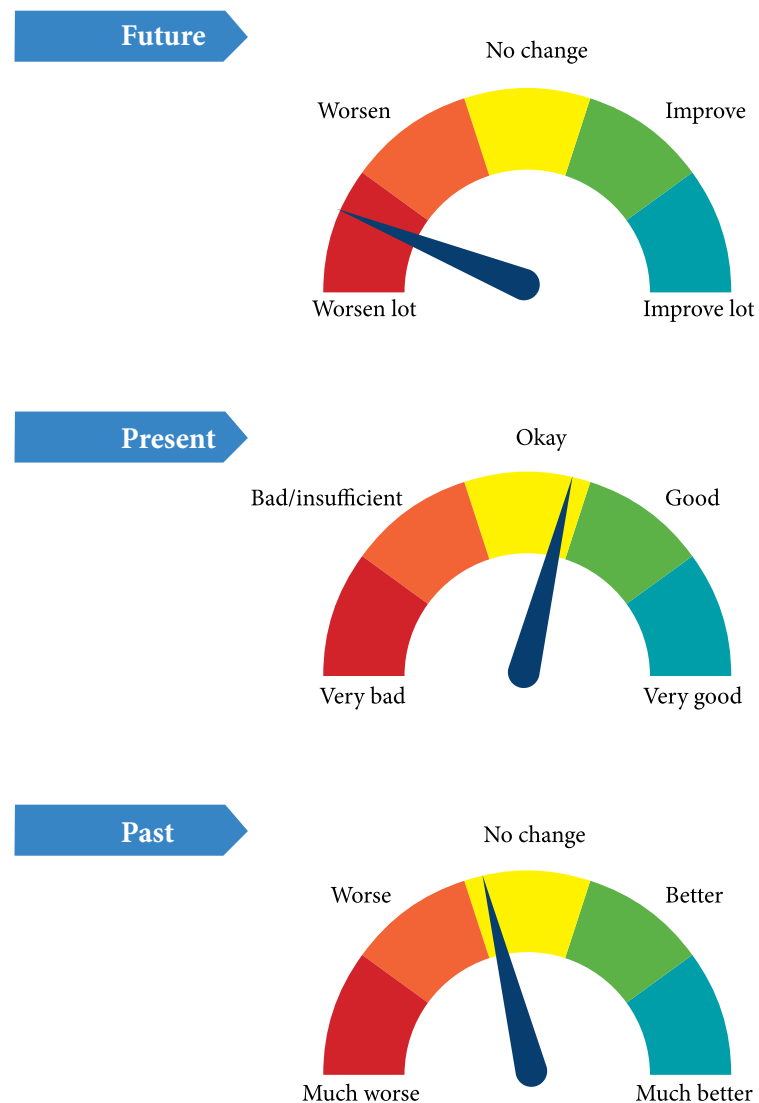 Future
No change
Worsen
Improve
Worsen lot
Improve lot
Present
Okay
Bad/insufficient
Good
Very bad
Very good
Past
No change
Worse
Better
Much worse
Much better